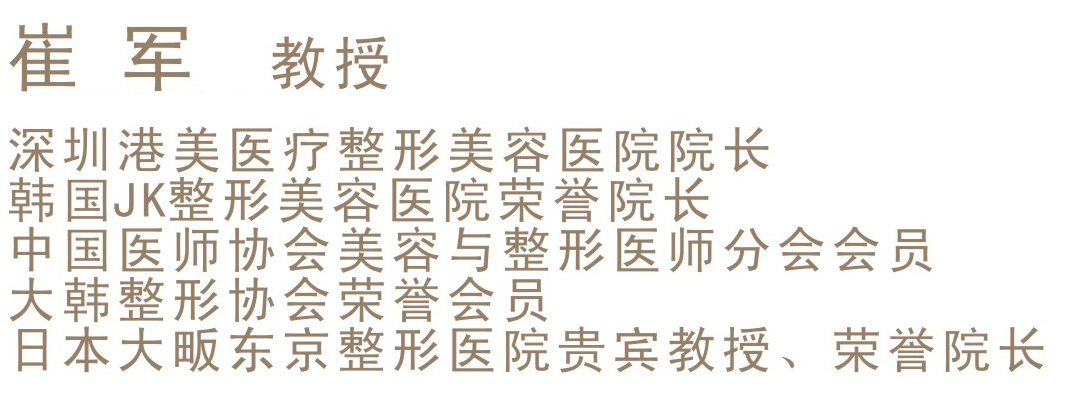 崔 军 教授
深圳港美医疗整形美容医院院长
韩国JK整形美容医院荣誉院长
中国医师协会美容与整形医师分会会员
大韩整形协会荣誉会员
日本大畈东京整形医院贵宾教授、荣誉院长